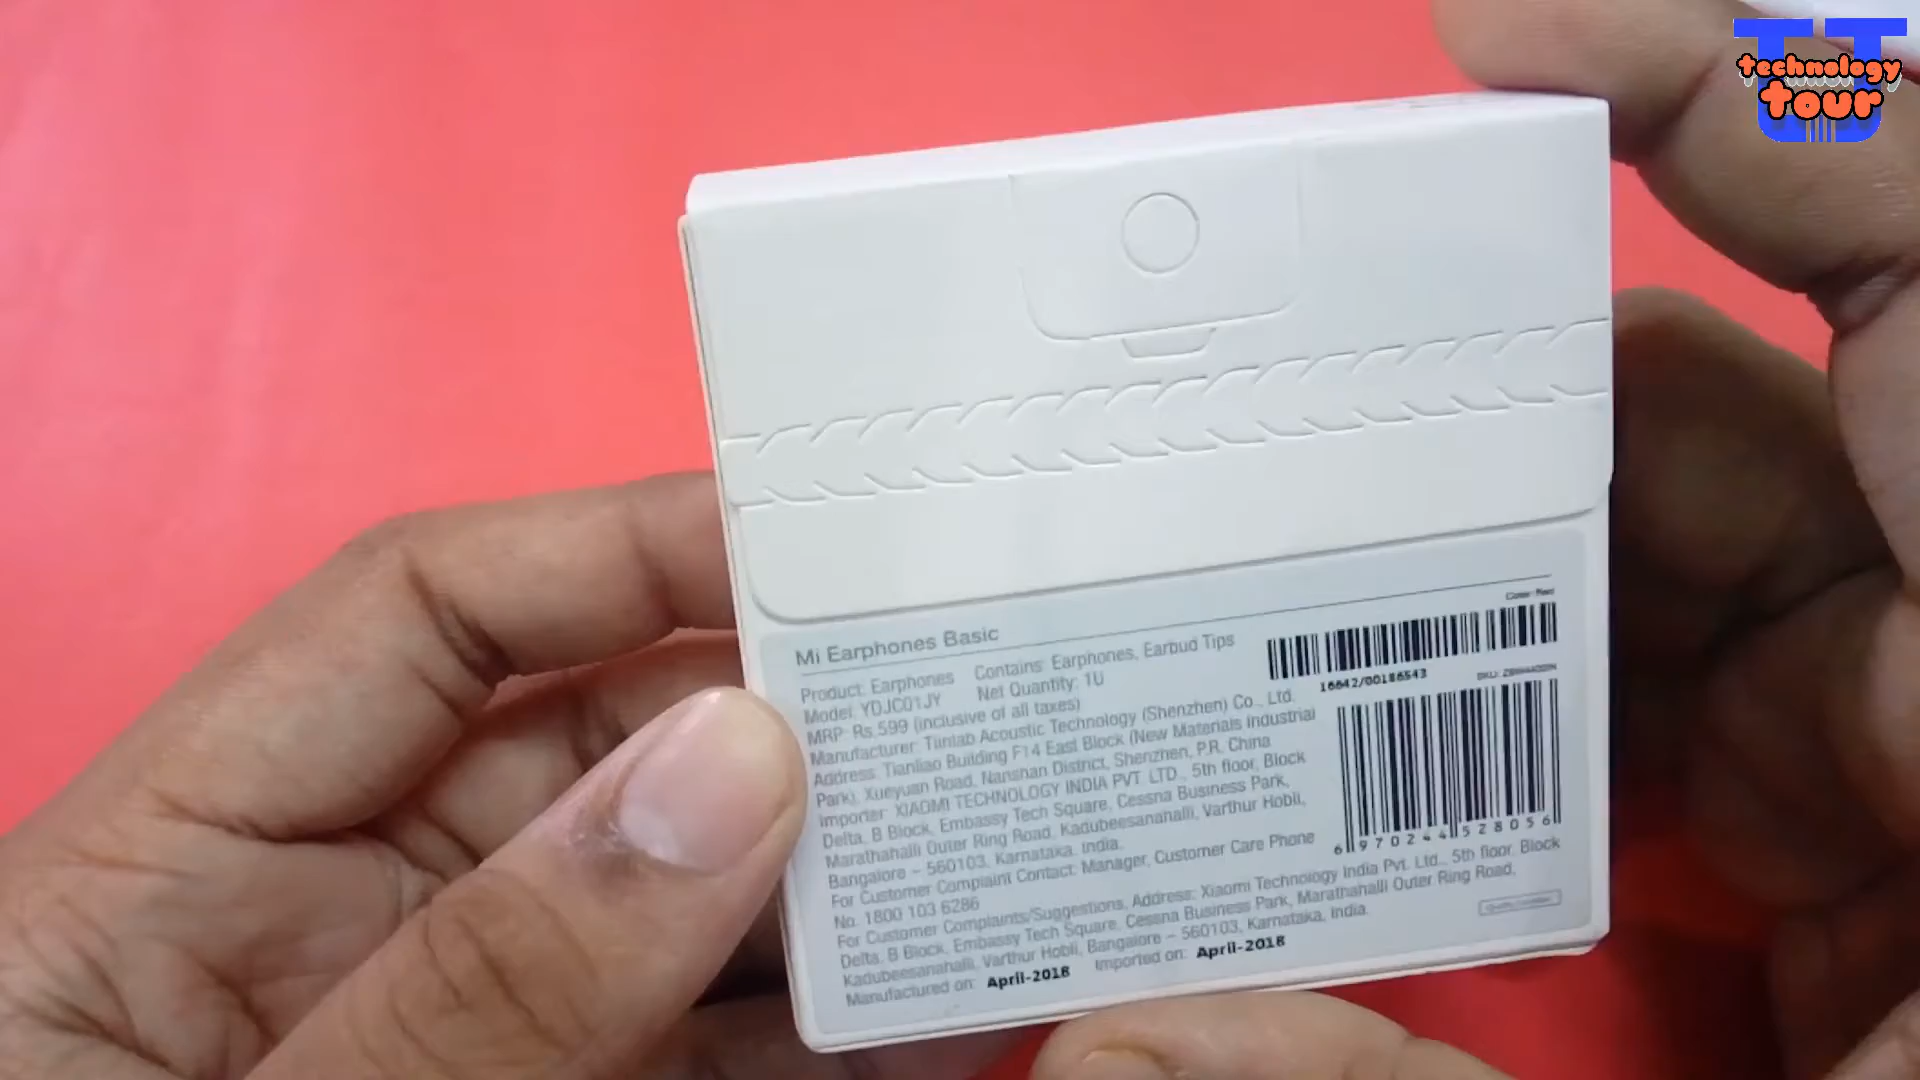 technology
tour
Color: Red
Mi Earphones Basic
Product: Earphones Contains: Earphones, Earbud Tips
Model: YDJC01JY Net Quantity: 1U
MRP: Rs.599 (inclusive of all taxes)
16642/00186543
SKU:
Manufacturer: Tiinlab Acoustic Technology (Shenzhen) Co., Ltd.
Address: Tianliao Building F14 East Block (New Materials Industrial
Park), Xueyuan Road, Nanshan District, Shenzhen, P.R. China
Importer: XIAOMI TECHNOLOGY INDIA PVT. LTD., 5th floor, Block
Delta, B Block, Embassy Tech Square, Cessna Business Park,
Marathahalli Outer Ring Road, Kadubeesanahalli, Varthur Hobli,
Bangalore - 560103, Karnataka, India.
6 970244 528056
For Customer Complaint Contact: Manager, Customer Care Phone
No. 1800 103 6286
For Customer Complaints/Suggestions, Address: Xiaomi Technology India Pvt. Ltd., 5th floor, Block
Delta, B Block, Embassy Tech Square, Cessna Business Park, Marathahalli Outer Ring Road,
Kadubeesanahalli, Varthur Hobli, Bangalore - 560103, Karnataka, India.
Manufactured on: April-2018 Imported on: April-2018